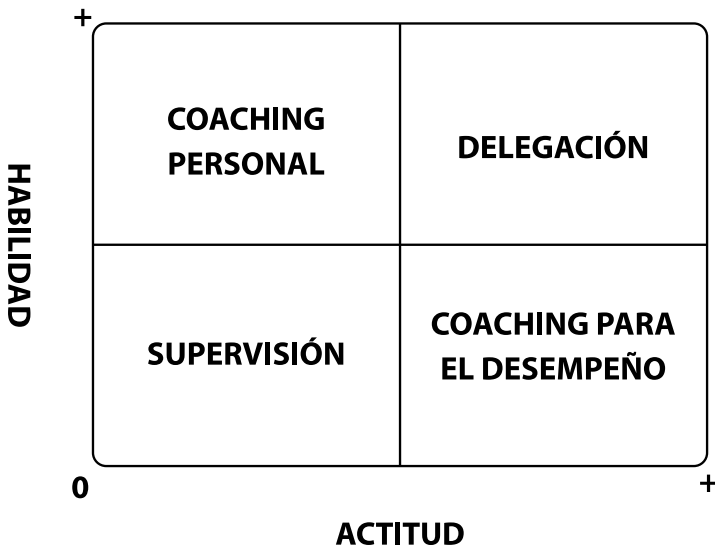 +
COACHING
PERSONAL
DELEGACIÓN
HABILIDAD
SUPERVISIÓN
COACHING PARA
EL DESEMPEÑO
0
+
ACTITUD